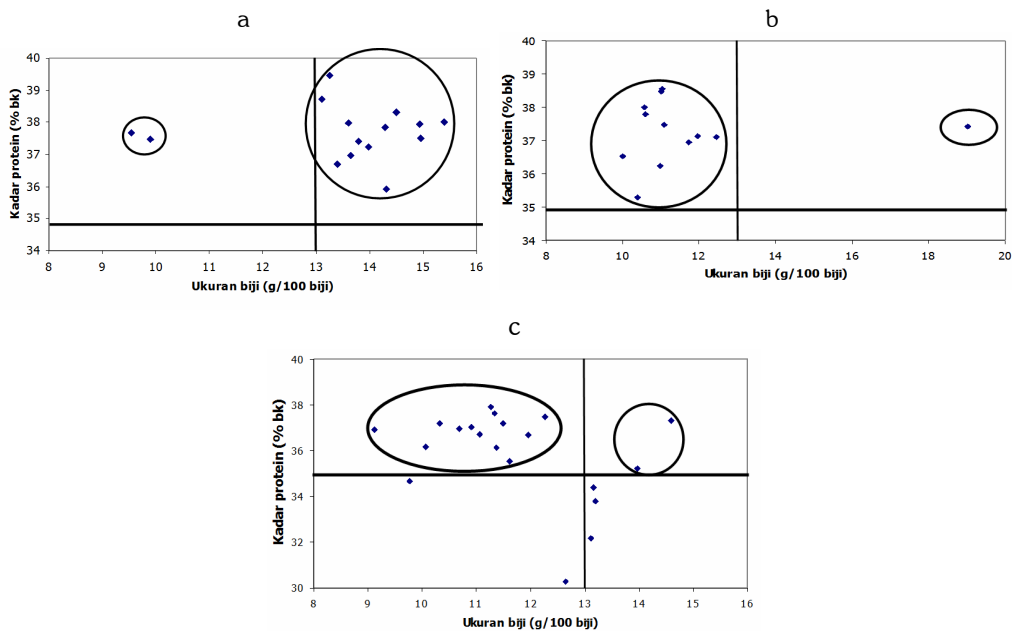 a
40
39
38
37
36
35
34
8 9 10 11 12 13 14 15 16
Kadar protein (% bk)
Ukuran biji (g/100 biji)
b
40
39
38
37
36
35
34
8 10 12 14 16 18 20
Kadar protein (% bk)
Ukuran biji (g/100 biji)
c
40
38
36
34
32
30
8 9 10 11 12 13 14 15 16
Kadar protein (% bk)
Ukuran biji (g/100 biji)